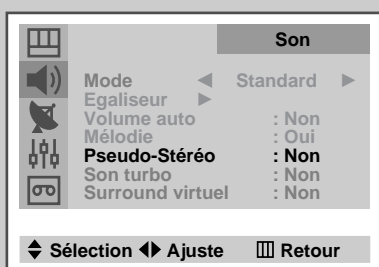 Son
Mode ◀ Standard ▶
Egaliseur ▶
Volume auto : Non
Mélodie : Oui
Pseudo-Stéréo : Non
Son turbo : Non
Surround virtuel : Non
Sélection Ajuste Retour